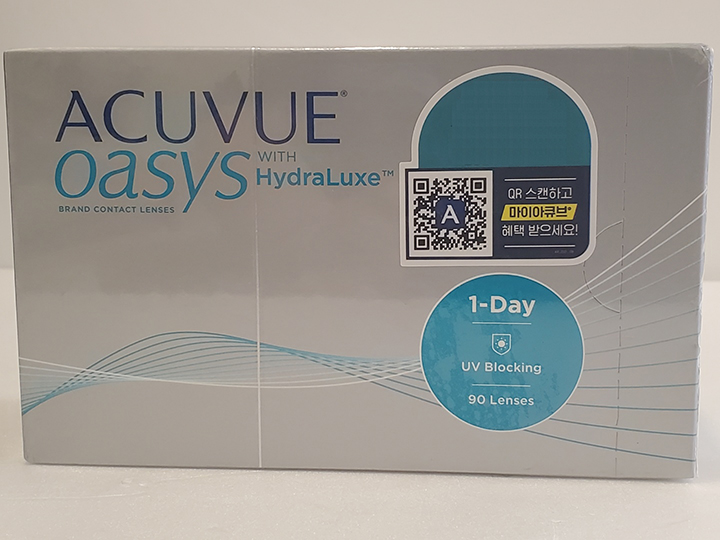 ACUVUE®
oasys WITH HydraLuxe™
BRAND CONTACT LENSES
A
QR 스캔하고
마이아큐브®
혜택 받으세요!
1-Day
UV Blocking
90 Lenses